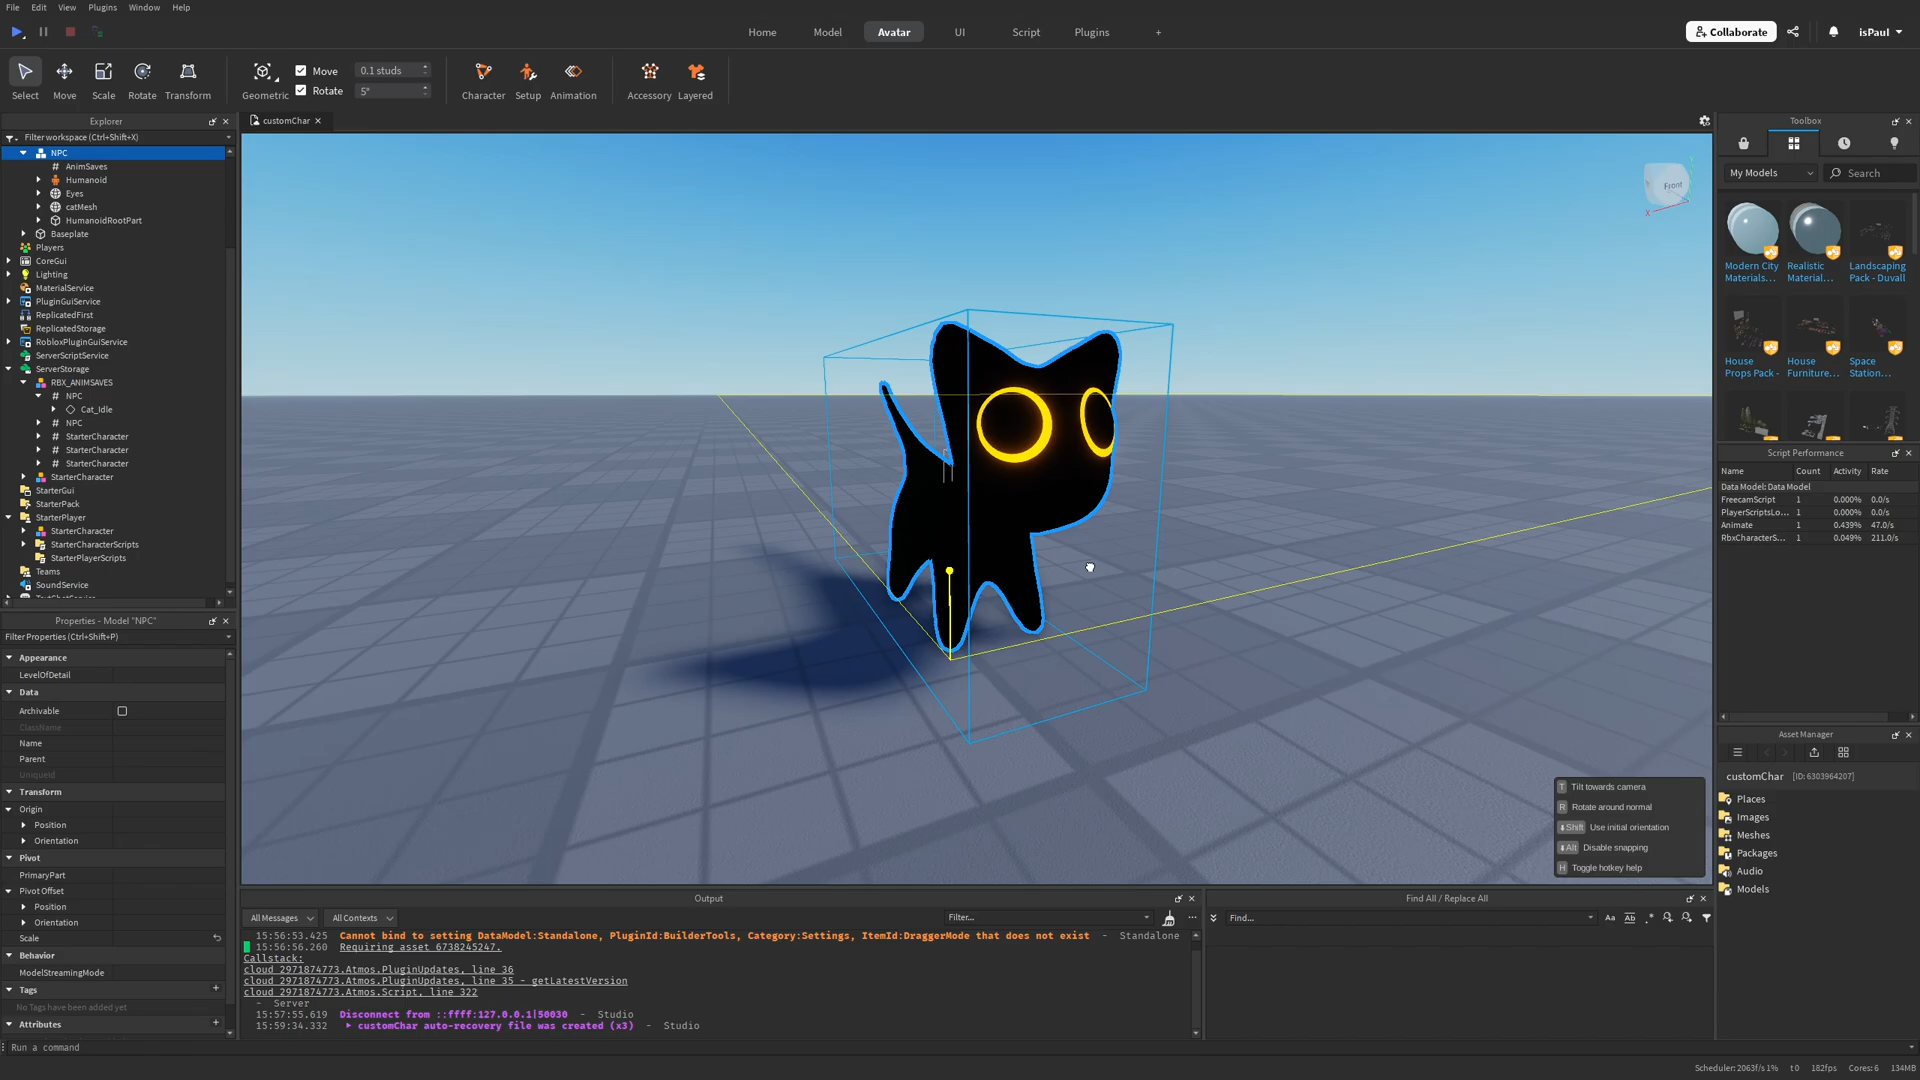 File Edit View Plugins Window Help
Home Model Avatar UI Script Plugins +
Collaborate isPaul
Move 0.1 studs
Rotate 5°
Select Move Scale Rotate Transform Geometric Character Setup Animation Accessory Layered
Explorer
Filter workspace (Ctrl+Shift+X)
NPC
AnimSaves
Humanoid
Eyes
catMesh
HumanoidRootPart
Baseplate
Players
CoreGui
Lighting
MaterialService
PluginGuiService
ReplicatedFirst
ReplicatedStorage
RobloxPluginGuiService
ServerScriptService
ServerStorage
RBX_ANIMSAVES
NPC
Cat_Idle
NPC
StarterCharacter
StarterCharacter
StarterCharacter
StarterCharacter
StarterGui
StarterPack
StarterPlayer
StarterCharacter
StarterCharacterScripts
StarterPlayerScripts
Teams
SoundService
Properties - Model "NPC"
Filter Properties (Ctrl+Shift+P)
Appearance
LevelOfDetail
Data
Archivable
ClassName
Name
Parent
UniqueId
Transform
Origin
Position
Orientation
Pivot
PrimaryPart
Pivot Offset
Position
Orientation
Scale
Behavior
ModelStreamingMode
Tags
No Tags have been added yet
Attributes
Run a command
customChar
Front
X
T Tilt towards camera
R Rotate around normal
Shift Use initial orientation
Alt Disable snapping
H Toggle hotkey help
Output
All Messages All Contexts Filter...
15:56:53.425 Cannot bind to setting DataModel:Standalone, PluginId:BuilderTools, Category:Settings, ItemId:DraggerMode that does not exist - Standalone
15:56:56.260 Requiring asset 6738245247.
Callstack:
cloud_2971874773.Atmos.PluginUpdates, line 36
cloud_2971874773.Atmos.PluginUpdates, line 35 - getLatestVersion
cloud_2971874773.Atmos.Script, line 322
- Server
15:57:55.619 Disconnect from ::ffff:127.0.0.1|50030 - Studio
15:59:34.332 customChar auto-recovery file was created (x3) - Studio
Find All / Replace All
Find...
Aa Ab .*
Toolbox
My Models Search
Modern City Materials...
Realistic Material...
Landscaping Pack - Duvall
House Props Pack -
House Furniture...
Space Station...
Script Performance
Name Count Activity Rate
Data Model: Data Model
FreecamScript 1 0.000% 0.0/s
PlayerScriptsLo... 1 0.000% 0.0/s
Animate 1 0.439% 47.0/s
RbxCharacterS... 1 0.049% 211.0/s
Asset Manager
customChar [ID: 6303964207]
Places
Images
Meshes
Packages
Audio
Models
Scheduler: 2063f/s 1% t 0 182fps Cores: 6 134MB